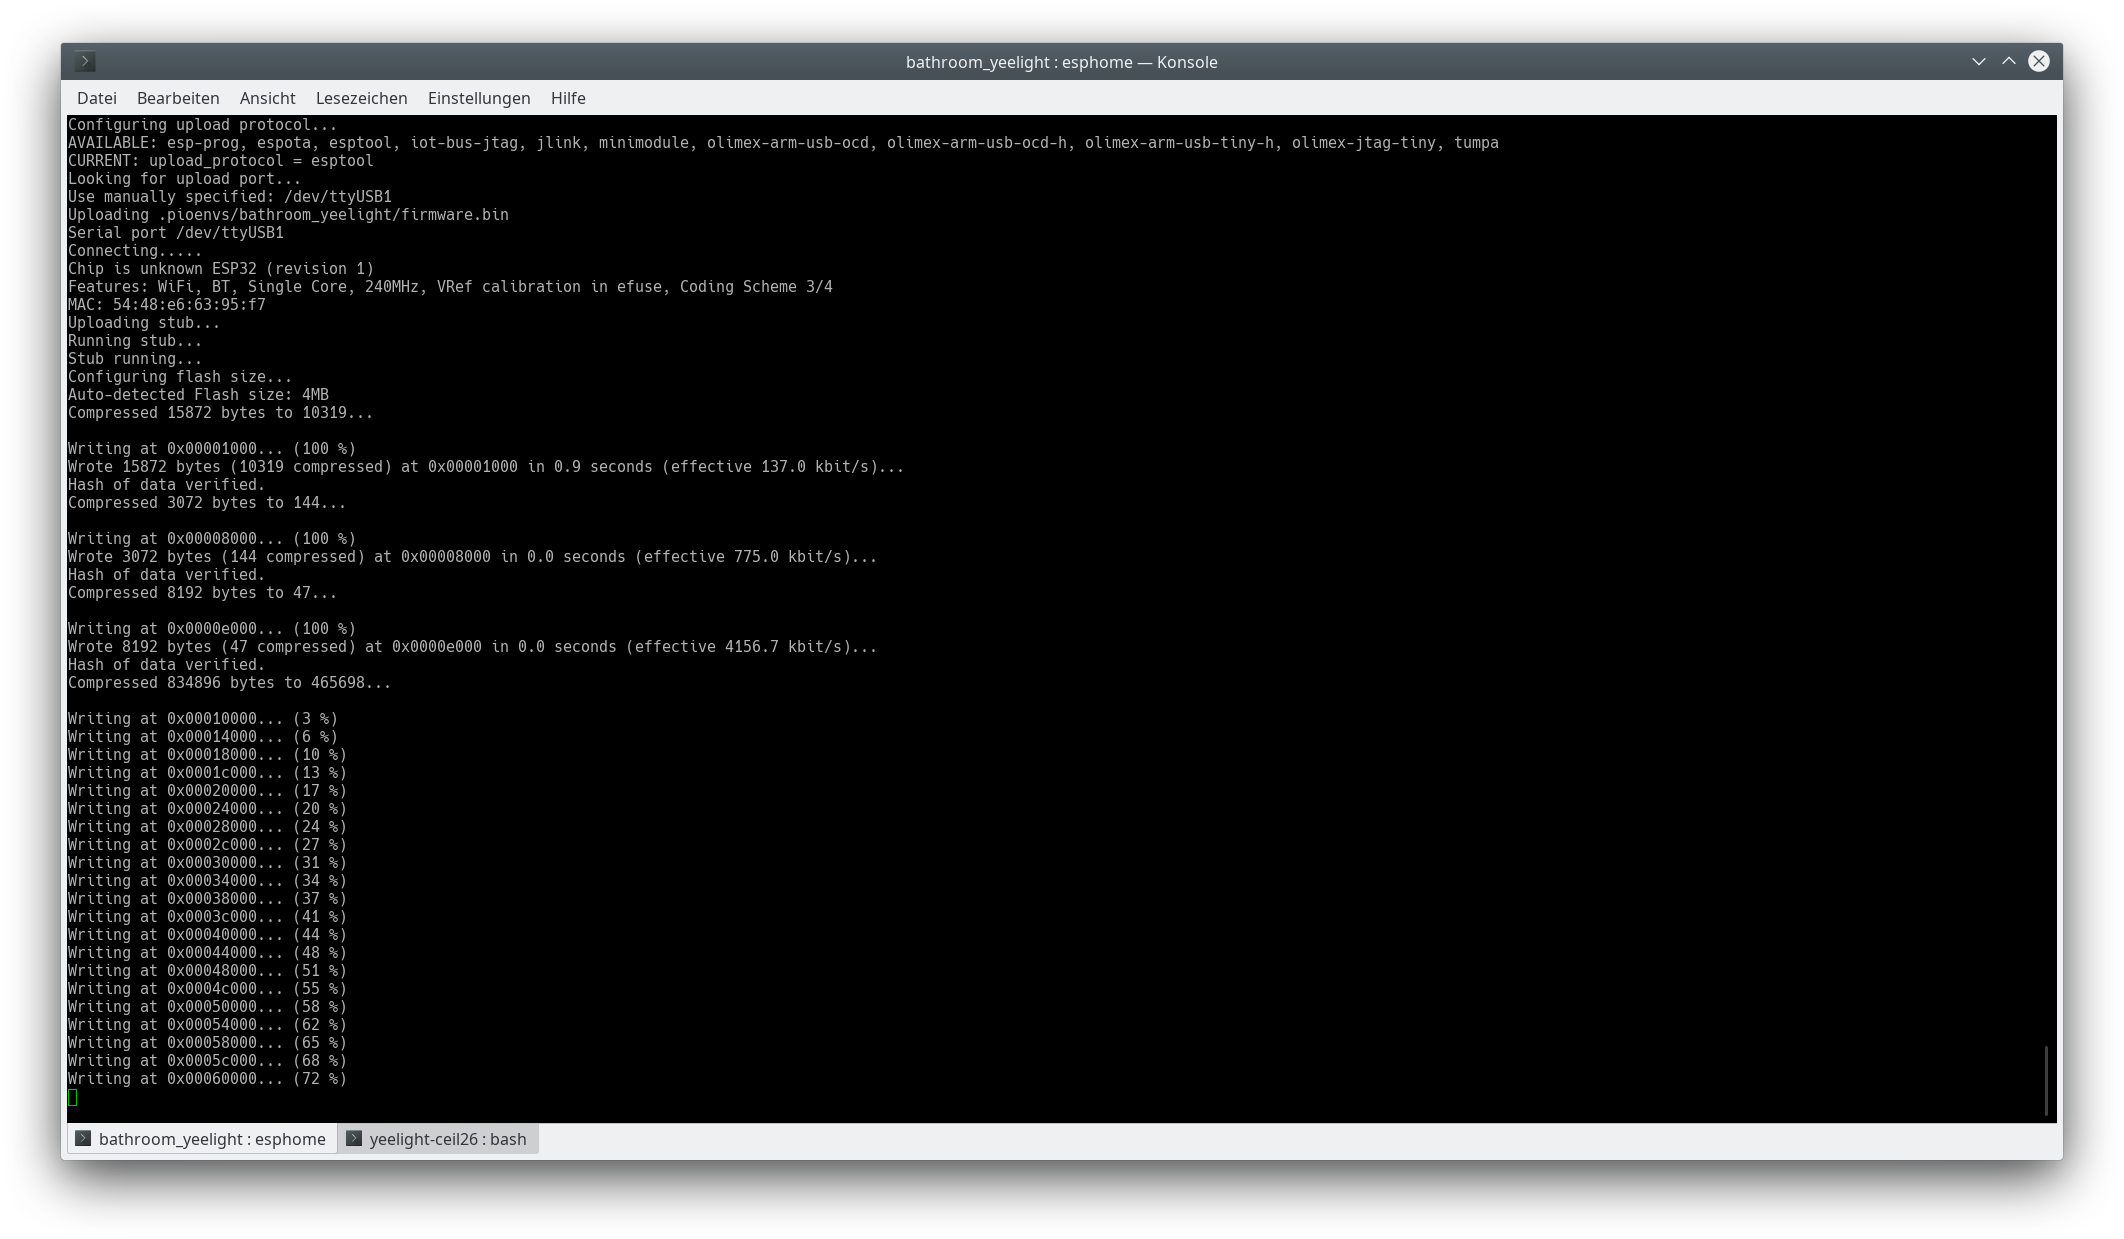 bathroom_yeelight : esphome — Konsole
Datei Bearbeiten Ansicht Lesezeichen Einstellungen Hilfe
Configuring upload protocol...
AVAILABLE: esp-prog, espota, esptool, iot-bus-jtag, jlink, minimodule, olimex-arm-usb-ocd, olimex-arm-usb-ocd-h, olimex-arm-usb-tiny-h, olimex-jtag-tiny, tumpa
CURRENT: upload_protocol = esptool
Looking for upload port...
Use manually specified: /dev/ttyUSB1
Uploading .pioenvs/bathroom_yeelight/firmware.bin
Serial port /dev/ttyUSB1
Connecting.....
Chip is unknown ESP32 (revision 1)
Features: WiFi, BT, Single Core, 240MHz, VRef calibration in efuse, Coding Scheme 3/4
MAC: 54:48:e6:63:95:f7
Uploading stub...
Running stub...
Stub running...
Configuring flash size...
Auto-detected Flash size: 4MB
Compressed 15872 bytes to 10319...
Writing at 0x00001000... (100 %)
Wrote 15872 bytes (10319 compressed) at 0x00001000 in 0.9 seconds (effective 137.0 kbit/s)...
Hash of data verified.
Compressed 3072 bytes to 144...
Writing at 0x00008000... (100 %)
Wrote 3072 bytes (144 compressed) at 0x00008000 in 0.0 seconds (effective 775.0 kbit/s)...
Hash of data verified.
Compressed 8192 bytes to 47...
Writing at 0x0000e000... (100 %)
Wrote 8192 bytes (47 compressed) at 0x0000e000 in 0.0 seconds (effective 4156.7 kbit/s)...
Hash of data verified.
Compressed 834896 bytes to 465698...
Writing at 0x00010000... (3 %)
Writing at 0x00014000... (6 %)
Writing at 0x00018000... (10 %)
Writing at 0x0001c000... (13 %)
Writing at 0x00020000... (17 %)
Writing at 0x00024000... (20 %)
Writing at 0x00028000... (24 %)
Writing at 0x0002c000... (27 %)
Writing at 0x00030000... (31 %)
Writing at 0x00034000... (34 %)
Writing at 0x00038000... (37 %)
Writing at 0x0003c000... (41 %)
Writing at 0x00040000... (44 %)
Writing at 0x00044000... (48 %)
Writing at 0x00048000... (51 %)
Writing at 0x0004c000... (55 %)
Writing at 0x00050000... (58 %)
Writing at 0x00054000... (62 %)
Writing at 0x00058000... (65 %)
Writing at 0x0005c000... (68 %)
Writing at 0x00060000... (72 %)
bathroom_yeelight : esphome yeelight-ceil26 : bash